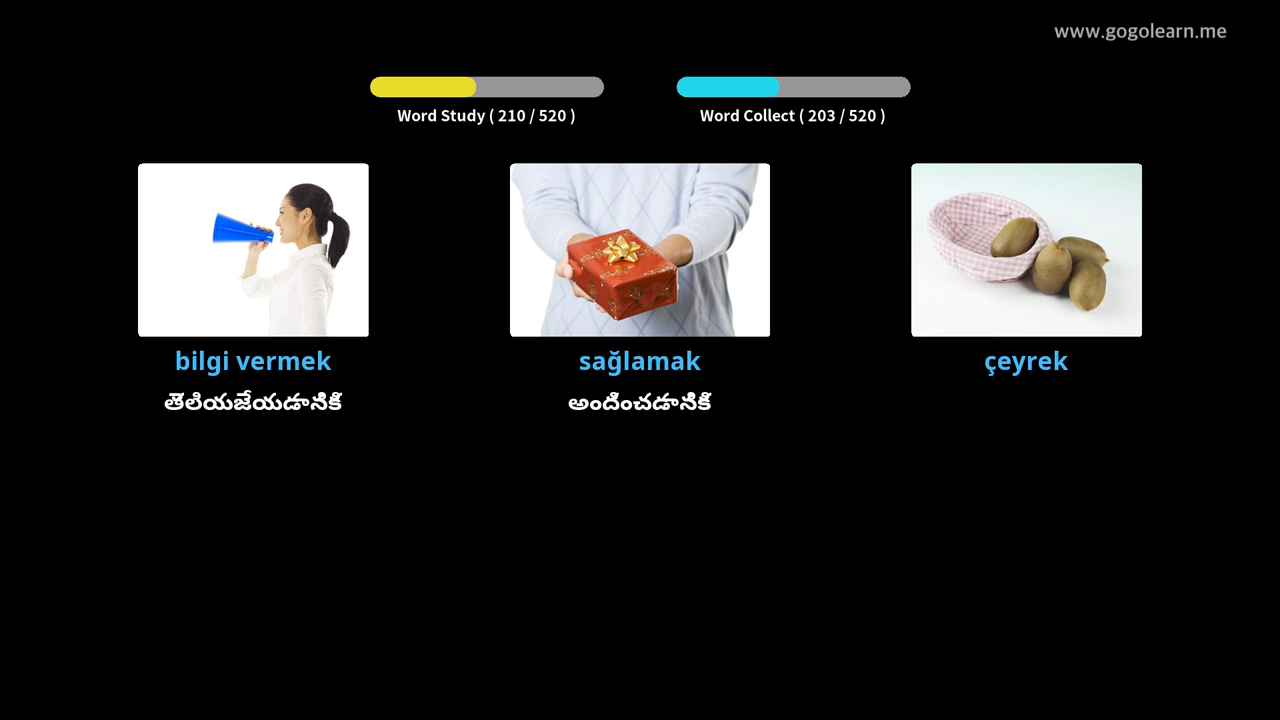 www.gogolearn.me
Word Study ( 210 / 520 )
Word Collect ( 203 / 520 )
bilgi vermek
sağlamak
çeyrek
తెలియజేయడానికి
అందించడానికి